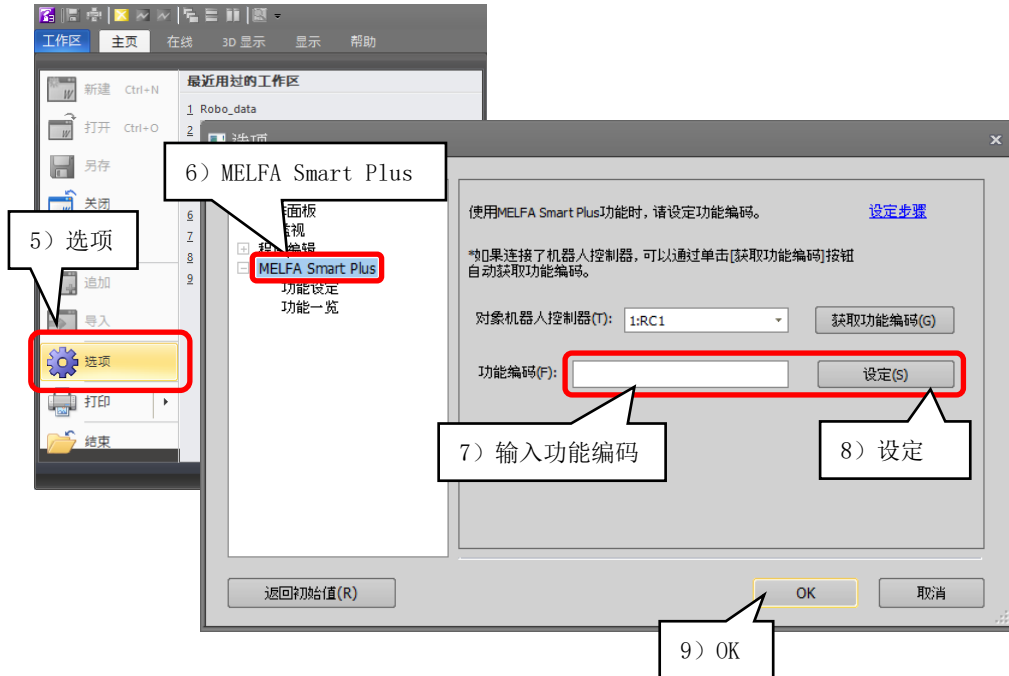 工作区 主页 在线 3D 显示 显示 帮助
新建 Ctrl+N
打开 Ctrl+O
另存
关闭
5）选项
追加
导入
选项
打印
结束
最近用过的工作区
1 Robo_data
2
6
7
8
9
选项
6）MELFA Smart Plus
面板
监视
程序编辑
MELFA Smart Plus
功能设定
功能一览
使用MELFA Smart Plus功能时，请设定功能编码。 设定步骤
*如果连接了机器人控制器，可以通过单击[获取功能编码]按钮
自动获取功能编码。
对象机器人控制器(T): 1:RC1 获取功能编码(G)
功能编码(F): 设定(S)
7）输入功能编码
8）设定
返回初始值(R) OK 取消
9）OK